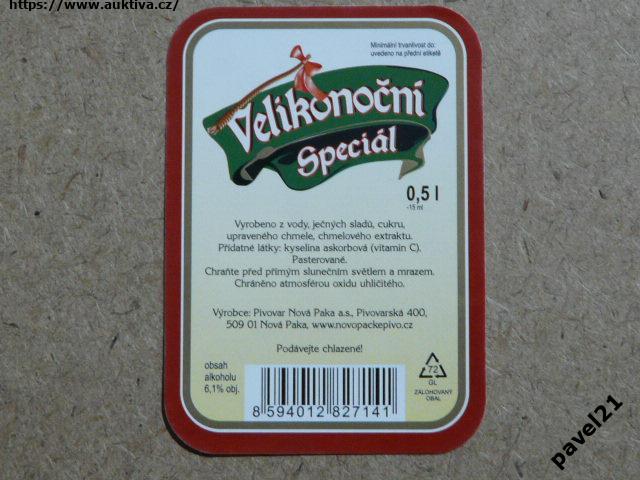 https://www.auktiva.cz/
Minimální trvanlivost do:
uvedeno na přední etiketě
Velikonoční
Speciál
0,5 l
-15 ml
Vyrobeno z vody, ječných sladů, cukru,
upraveného chmele, chmelového extraktu.
Přídatné látky: kyselina askorbová (vitamin C).
Pasterované.
Chraňte před přímým slunečním světlem a mrazem.
Chráněno atmosférou oxidu uhličitého.
Výrobce: Pivovar Nová Paka a.s., Pivovarská 400,
509 01 Nová Paka, www.novopackepivo.cz
Podávejte chlazené!
obsah
alkoholu
6,1% obj.
8 594012 827141
72
GL
ZÁLOHOVANÝ
OBAL
pavel21